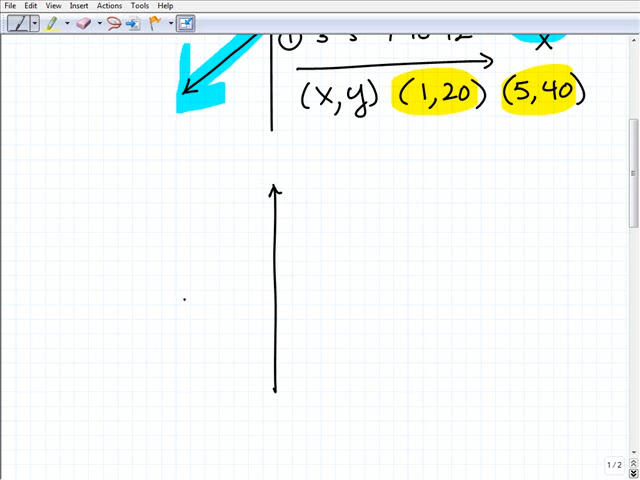 File Edit View Insert Actions Tools Help
X
(x,y) (1,20) (5,40)
1 / 2